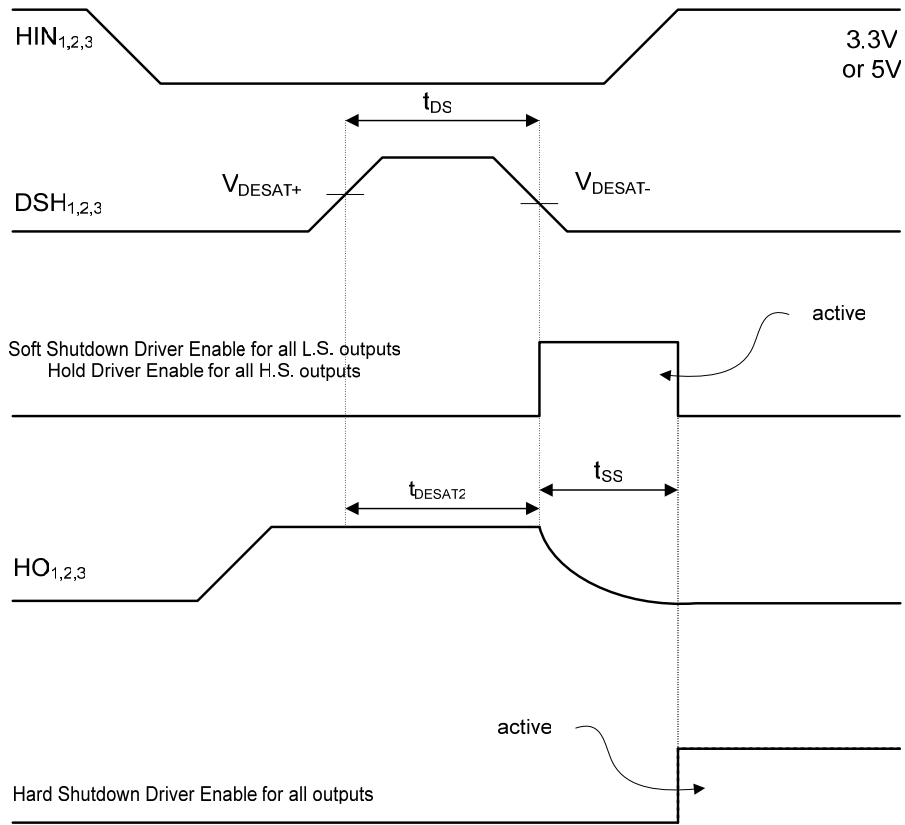 HIN1,2,3
3.3V
or 5V
tDS
VDESAT+
VDESAT-
DSH1,2,3
active
Soft Shutdown Driver Enable for all L.S. outputs
Hold Driver Enable for all H.S. outputs
tSS
tDESAT2
HO1,2,3
active
Hard Shutdown Driver Enable for all outputs